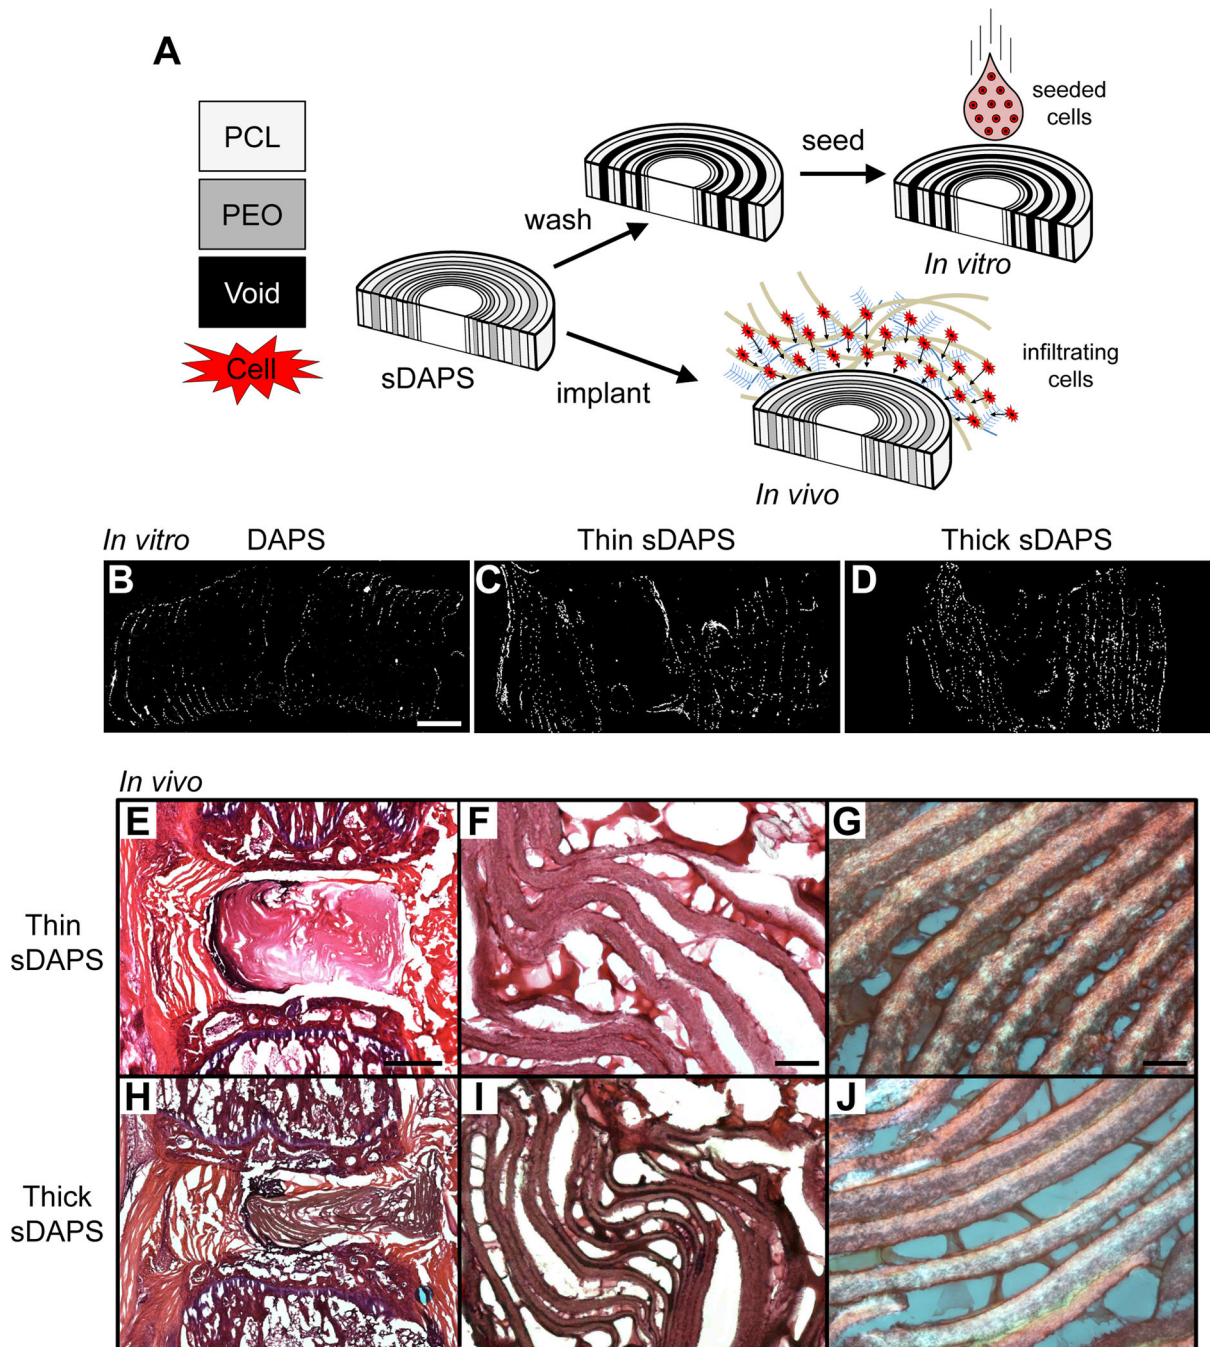 A
PCL
PEO
Void
Cell
sDAPS
wash
implant
seed
seeded
cells
In vitro
infiltrating
cells
In vivo
In vitro
DAPS
Thin sDAPS
Thick sDAPS
B
C
D
In vivo
Thin
sDAPS
E
F
G
Thick
sDAPS
H
I
J